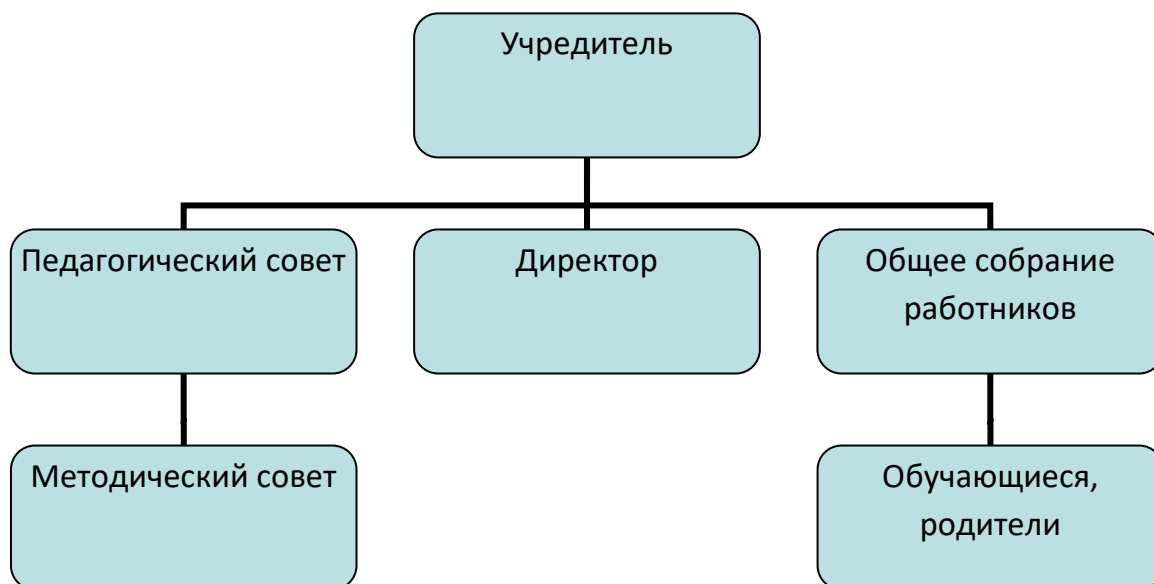 Учредитель
Педагогический совет
Директор
Общее собрание
работников
Методический совет
Обучающиеся,
родители